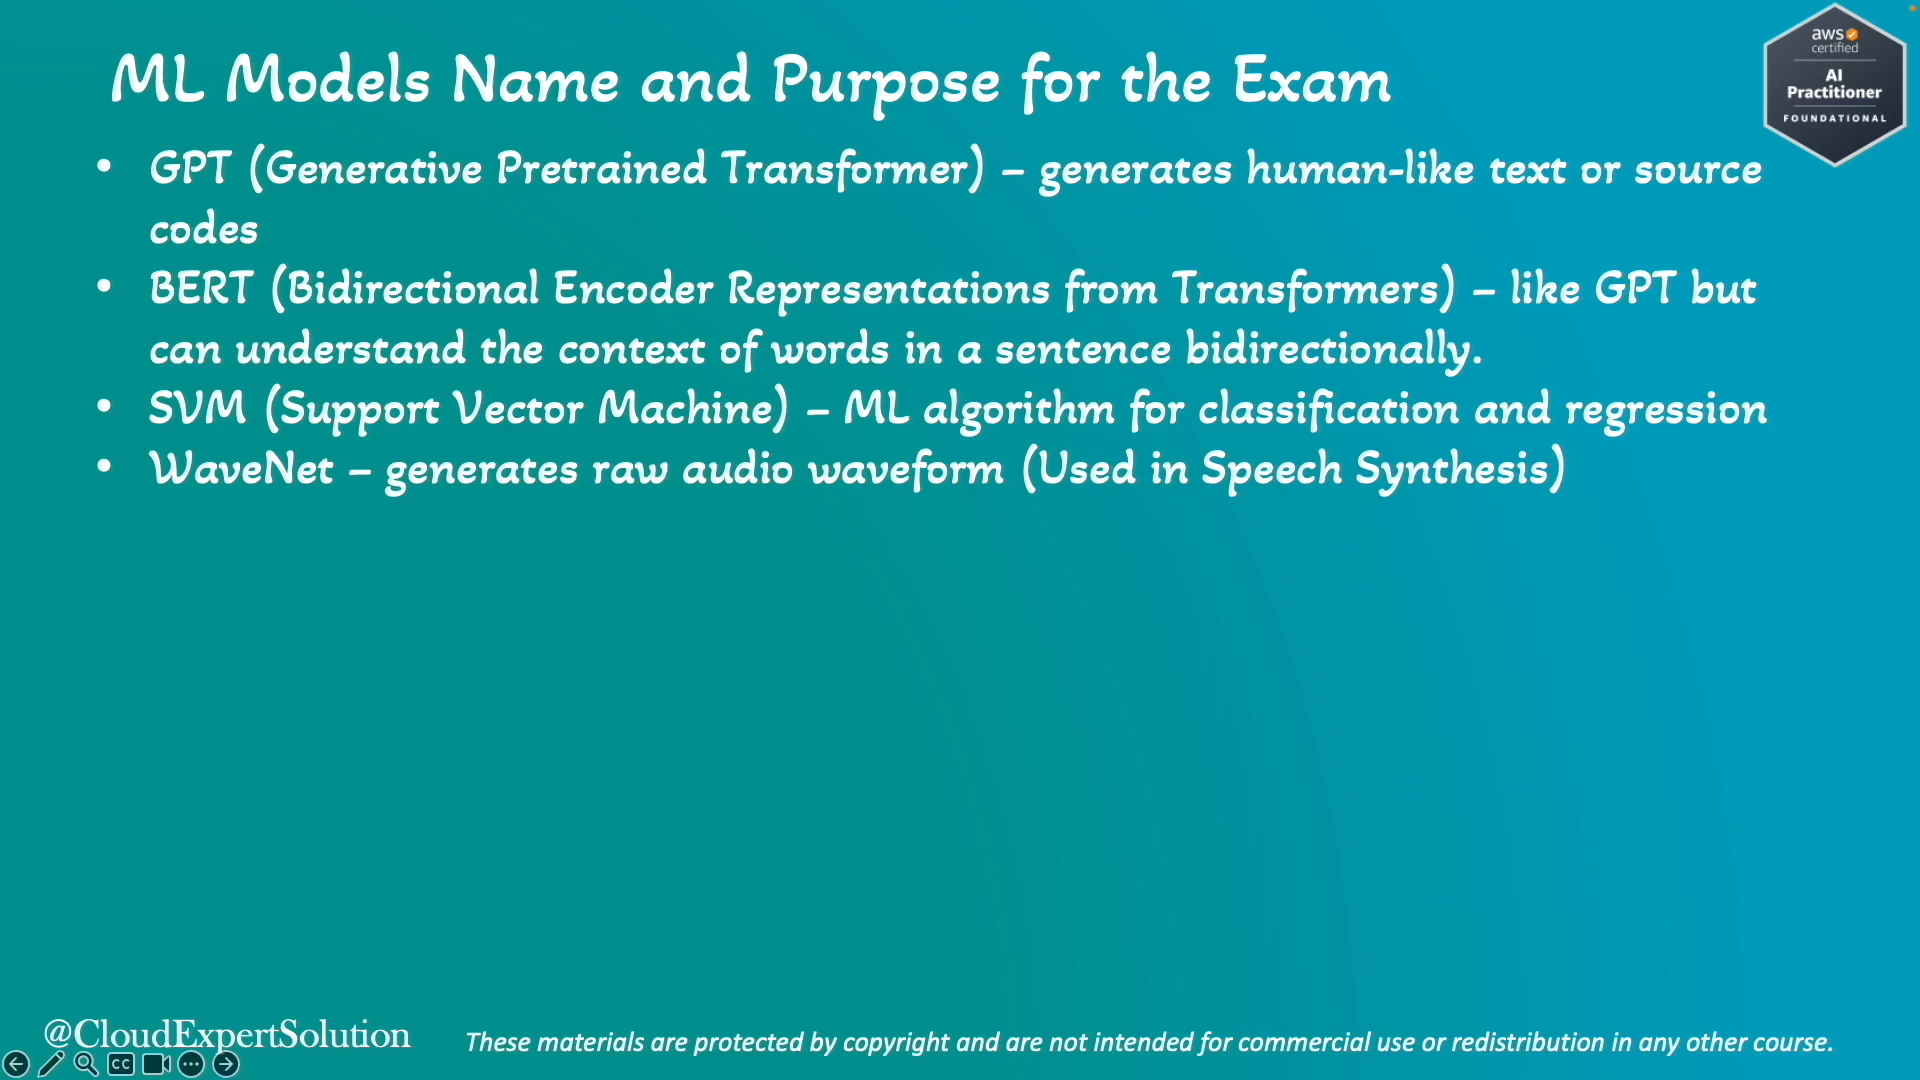 ML Models Name and Purpose for the Exam
aws
certified
AI
Practitioner
FOUNDATIONAL
• GPT (Generative Pretrained Transformer) – generates human-like text or source
codes
• BERT (Bidirectional Encoder Representations from Transformers) – like GPT but
can understand the context of words in a sentence bidirectionally.
• SVM (Support Vector Machine) – ML algorithm for classification and regression
• WaveNet – generates raw audio waveform (Used in Speech Synthesis)
@CloudExpertSolution
These materials are protected by copyright and are not intended for commercial use or redistribution in any other course.
CC